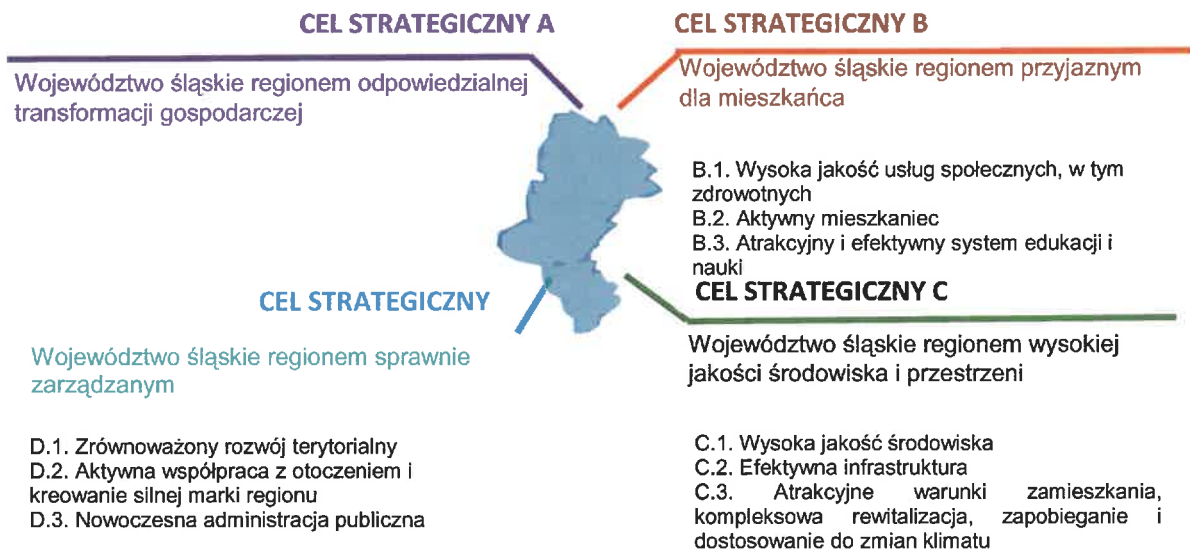 CEL STRATEGICZNY A
Województwo śląskie regionem odpowiedzialnej
transformacji gospodarczej
CEL STRATEGICZNY B
Województwo śląskie regionem przyjaznym
dla mieszkańca
B.1. Wysoka jakość usług społecznych, w tym
zdrowotnych
B.2. Aktywny mieszkaniec
B.3. Atrakcyjny i efektywny system edukacji i
nauki
CEL STRATEGICZNY C
Województwo śląskie regionem wysokiej
jakości środowiska i przestrzeni
C.1. Wysoka jakość środowiska
C.2. Efektywna infrastruktura
C.3. Atrakcyjne warunki zamieszkania,
kompleksowa rewitalizacja, zapobieganie i
dostosowanie do zmian klimatu
CEL STRATEGICZNY
Województwo śląskie regionem sprawnie
zarządzanym
D.1. Zrównoważony rozwój terytorialny
D.2. Aktywna współpraca z otoczeniem i
kreowanie silnej marki regionu
D.3. Nowoczesna administracja publiczna